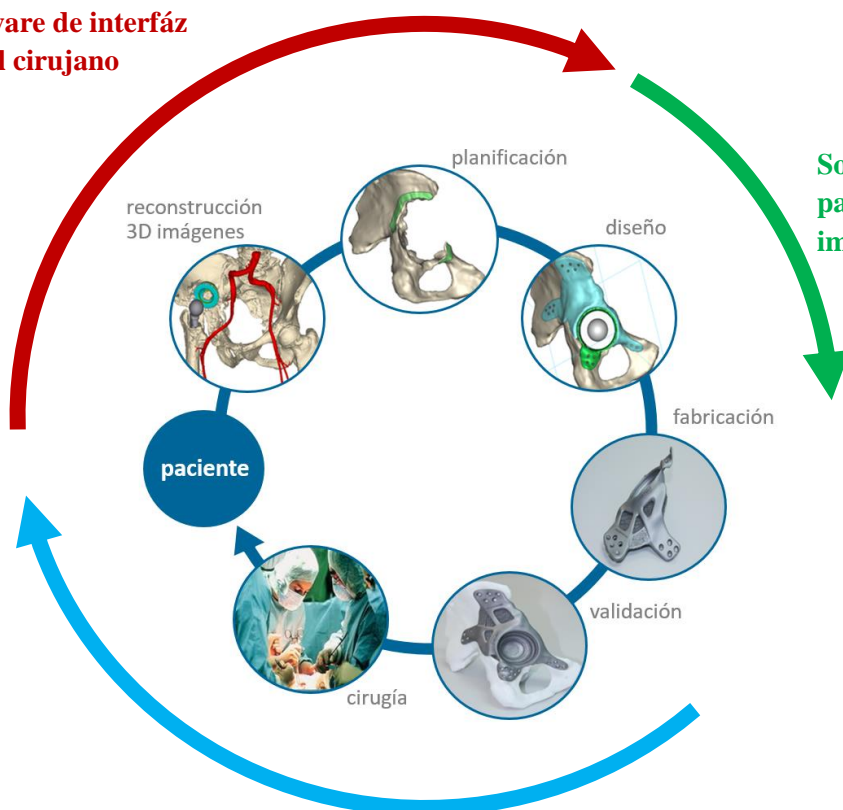 ware de interfáz
l cirujano
planificación
reconstrucción
3D imágenes
diseño
So
pa
im
fabricación
paciente
validación
cirugía